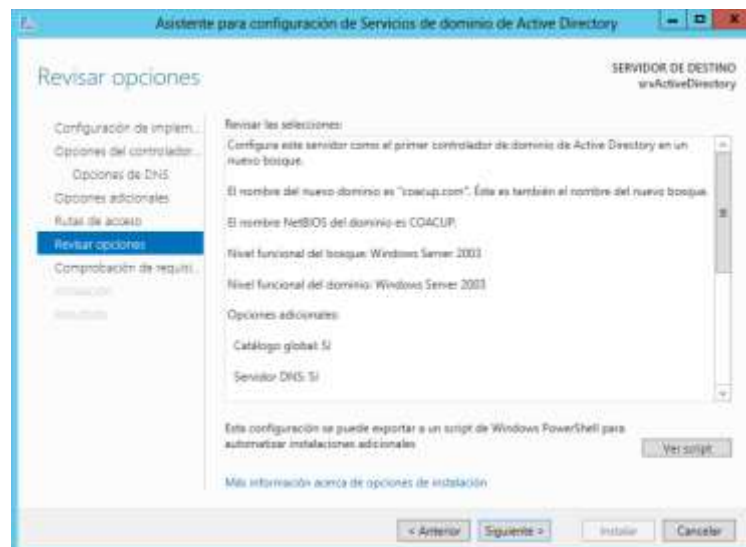 Asistente para configuración de Servicios de dominio de Active Directory
Revisar opciones
SERVIDOR DE DESTINO
srvActiveDirectory
Configuración de implem...
Opciones del controlador...
Opciones de DNS
Opciones adicionales
Rutas de acceso
Revisar opciones
Comprobación de requisi...
Instalación
Resultados
Revisar las selecciones:
Configura este servidor como el primer controlador de dominio de Active Directory en un
nuevo bosque.
El nombre del nuevo dominio es "coacup.com". Éste es también el nombre del nuevo bosque.
El nombre NetBIOS del dominio es COACUP.
Nivel funcional del bosque: Windows Server 2003
Nivel funcional del dominio: Windows Server 2003
Opciones adicionales:
Catálogo global: Sí
Servidor DNS: Sí
Esta configuración se puede exportar a un script de Windows PowerShell para
automatizar instalaciones adicionales
Ver script
Más información acerca de opciones de instalación
< Anterior
Siguiente >
Instalar
Cancelar